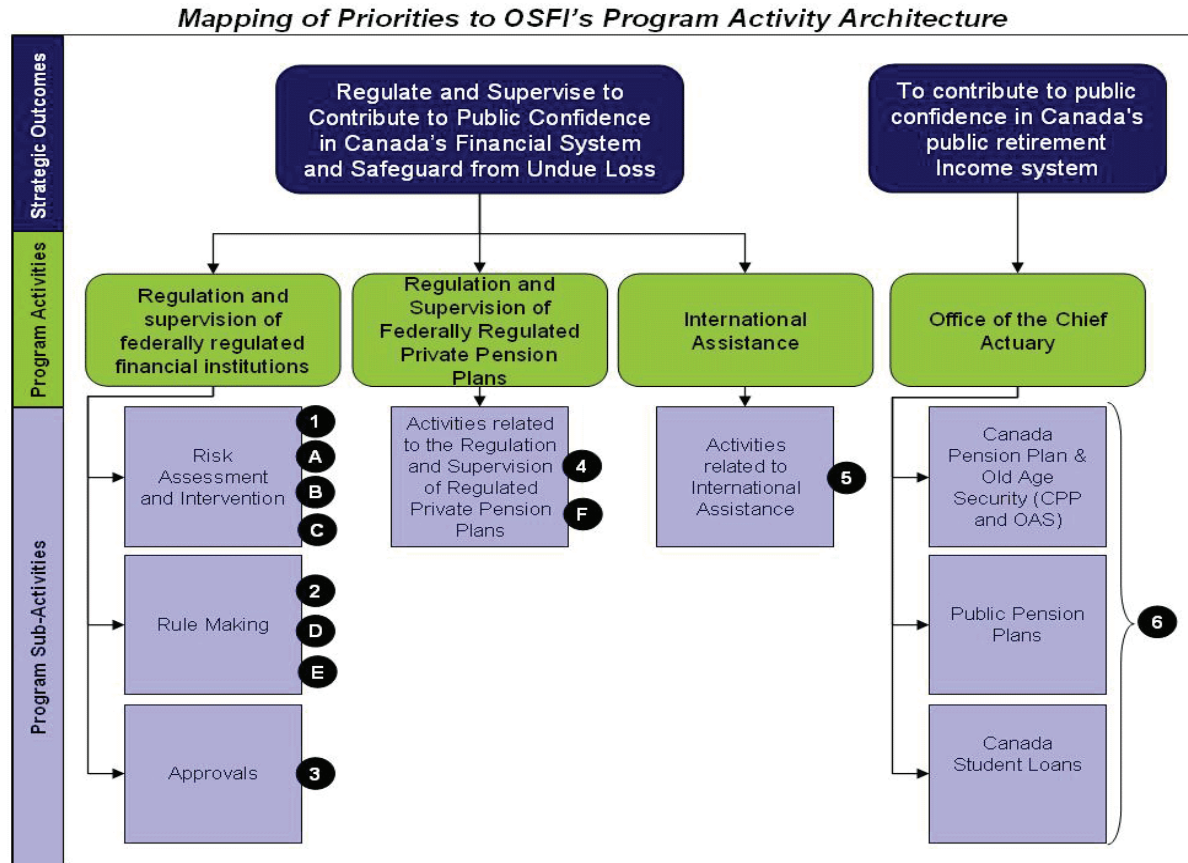 Mapping of Priorities to OSFI's Program Activity Architecture
Strategic Outcomes
Regulate and Supervise to
Contribute to Public Confidence
in Canada's Financial System
and Safeguard from Undue Loss
To contribute to public
confidence in Canada's
public retirement
Income system
Program Activities
Regulation and
supervision of
federally regulated
financial institutions
Regulation and
Supervision of
Federally Regulated
Private Pension
Plans
International
Assistance
Office of the Chief
Actuary
Program Sub-Activities
Risk
Assessment
and Intervention
1
A
B
C
Activities related
to the Regulation
and Supervision
of Regulated
Private Pension
Plans
4
F
Activities
related to
International
Assistance
5
Canada
Pension Plan &
Old Age
Security (CPP
and OAS)
Rule Making
2
D
E
Public Pension
Plans
6
Approvals
3
Canada
Student Loans